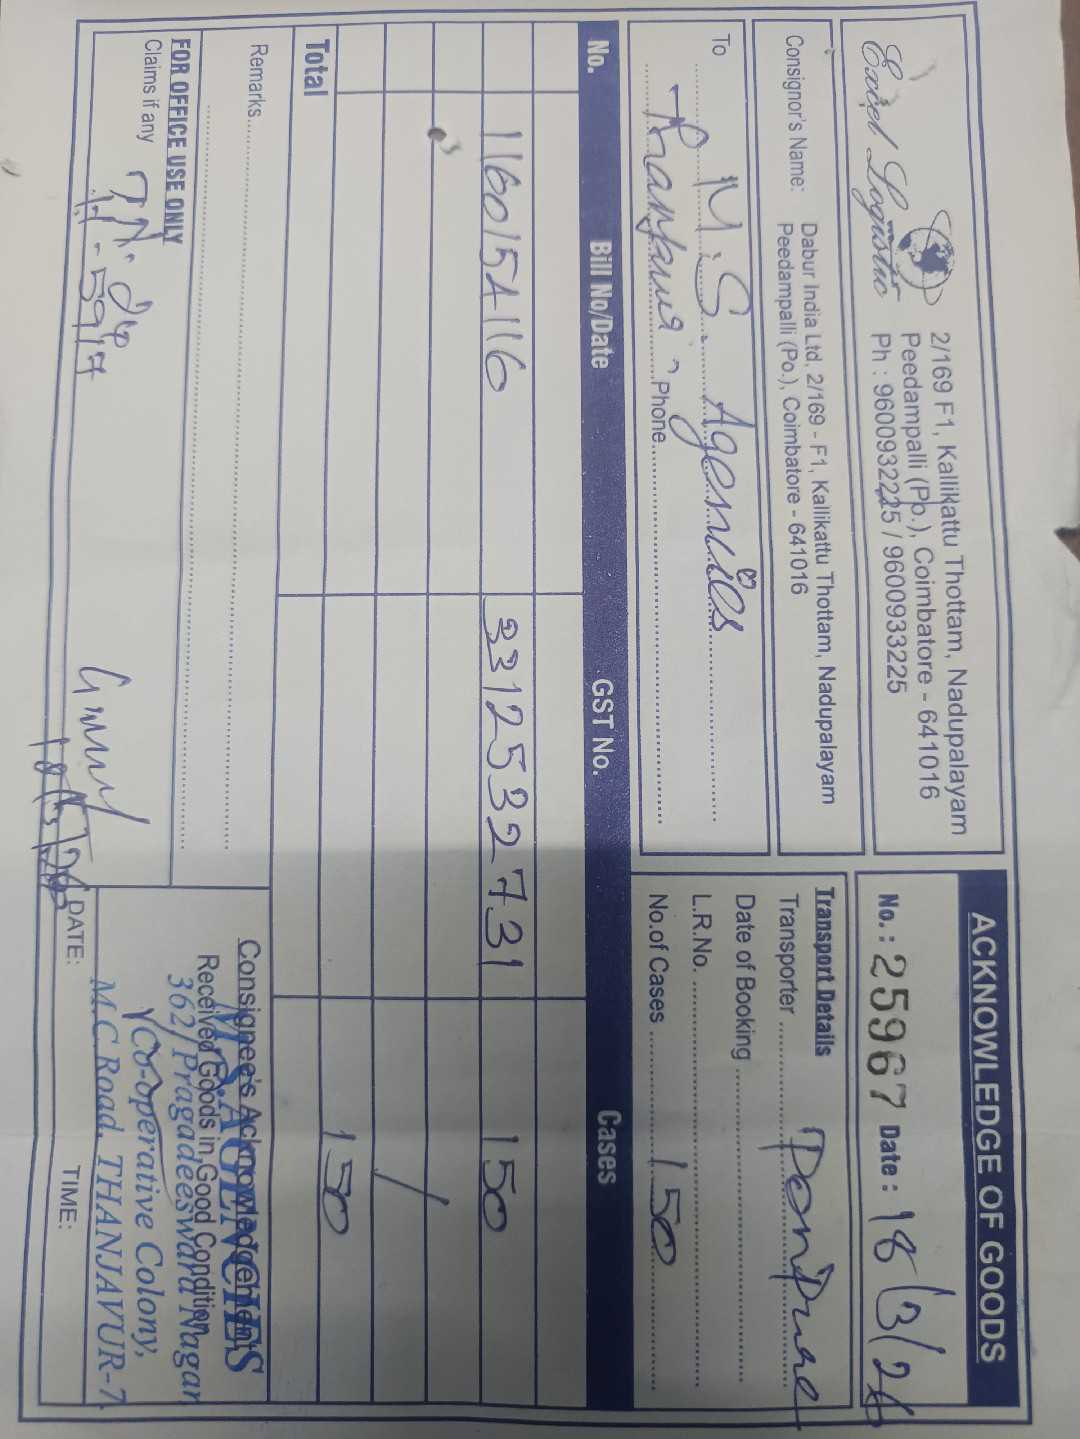 Excel Logistic
2/169 F1, Kallikattu Thottam, Nadupalayam
Peedampalli (Po.), Coimbatore - 641016
Ph : 9600932225 / 9600933225
ACKNOWLEDGE OF GOODS
No. : 25967 Date : 18/3/26
Consignor's Name: Dabur India Ltd, 2/169 - F1, Kallikattu Thottam, Nadupalayam
Peedampalli (Po.), Coimbatore - 641016
To M.S. Agencies
Phone
Transport Details
Transporter
Date of Booking
L.R.No.
No.of Cases 150
No. Bill No/Date GST No. Cases
1160154116 3312532731 150
Total 150
Remarks
FOR OFFICE USE ONLY
Claims if any TN.
Consignee's Acknowledgement
Received Goods in Good Condition
M.S. AGENCIES
362/Pragadeeswara Nagar
Co-operative Colony,
M.C.Road, THANJAVUR-7.
DATE: TIME: